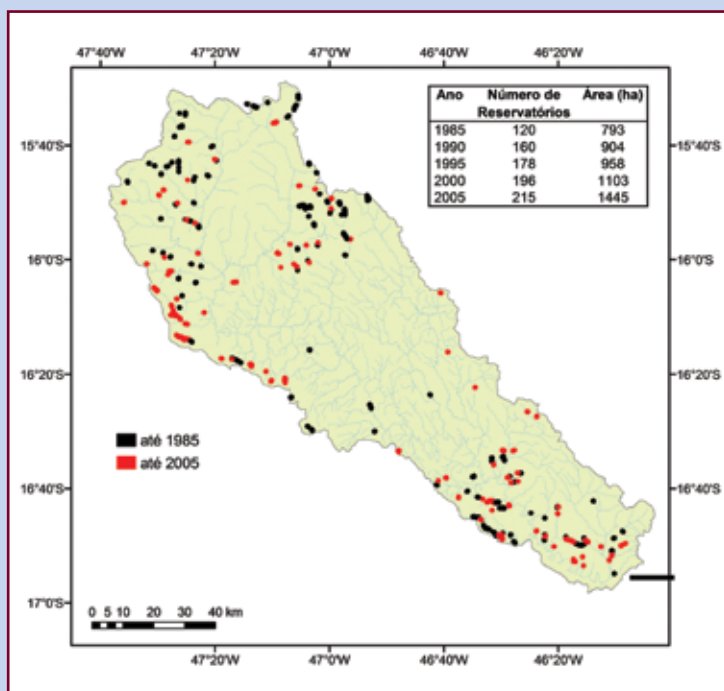 47°40'W 47°20'W 47°0'W 46°40'W 46°20'W
Ano Número de Reservatórios Área (ha)
1985 120 793
1990 160 904
1995 178 958
2000 196 1103
2005 215 1445
15°40'S 15°40'S
16°0'S 16°0'S
16°20'S 16°20'S
até 1985
até 2005
16°40'S 16°40'S
17°0'S 17°0'S
0 5 10 20 30 40 km
47°20'W 47°0'W 46°40'W 46°20'W